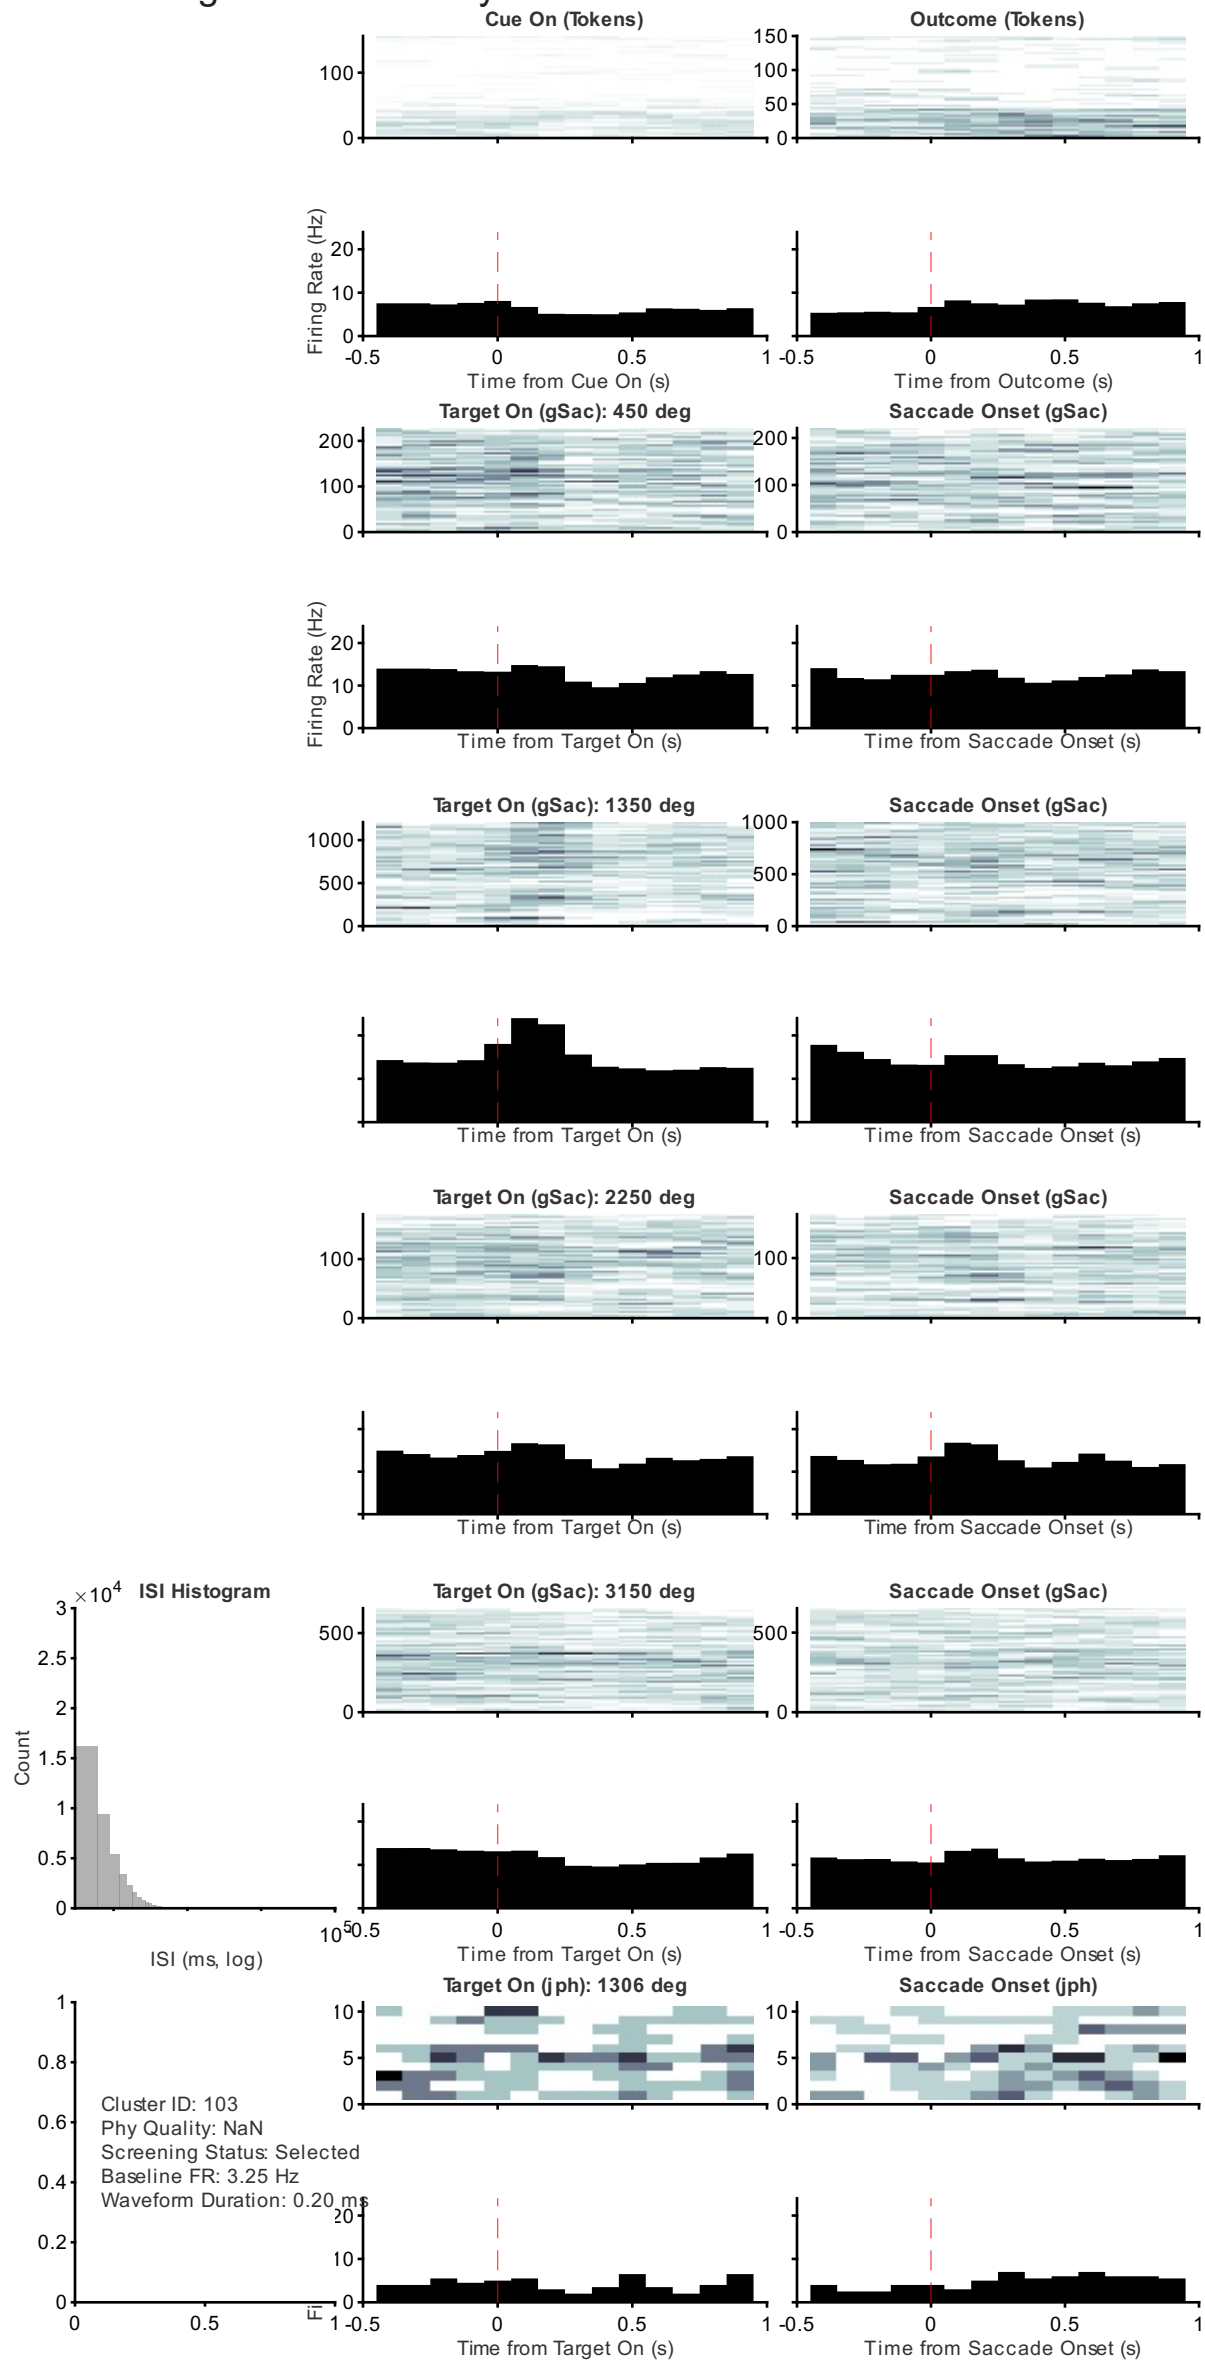 Cue On (Tokens)
Outcome (Tokens)
100
0
150
100
50
0
Firing Rate (Hz)
20
10
0
-0.5 0 0.5 1
Time from Cue On (s)
-0.5 0 0.5 1
Time from Outcome (s)
Target On (gSac): 450 deg
Saccade Onset (gSac)
200
100
0
200
100
0
Firing Rate (Hz)
20
10
0
Time from Target On (s)
Time from Saccade Onset (s)
Target On (gSac): 1350 deg
Saccade Onset (gSac)
1000
500
0
1000
500
0
Time from Target On (s)
Time from Saccade Onset (s)
Target On (gSac): 2250 deg
Saccade Onset (gSac)
100
0
100
0
Time from Target On (s)
Time from Saccade Onset (s)
×10⁴
ISI Histogram
3
2.5
2
1.5
1
0.5
0
Count
10⁵
ISI (ms, log)
Target On (gSac): 3150 deg
Saccade Onset (gSac)
500
0
500
0
-0.5 0 0.5 1
Time from Target On (s)
-0.5 0 0.5 1
Time from Saccade Onset (s)
Target On (jph): 1306 deg
Saccade Onset (jph)
10
5
0
10
5
0
1
0.8
0.6
0.4
0.2
0
0 0.5 1
Cluster ID: 103
Phy Quality: NaN
Screening Status: Selected
Baseline FR: 3.25 Hz
Waveform Duration: 0.20 ms
Fi
20
10
0
-0.5 0 0.5 1
Time from Target On (s)
-0.5 0 0.5 1
Time from Saccade Onset (s)